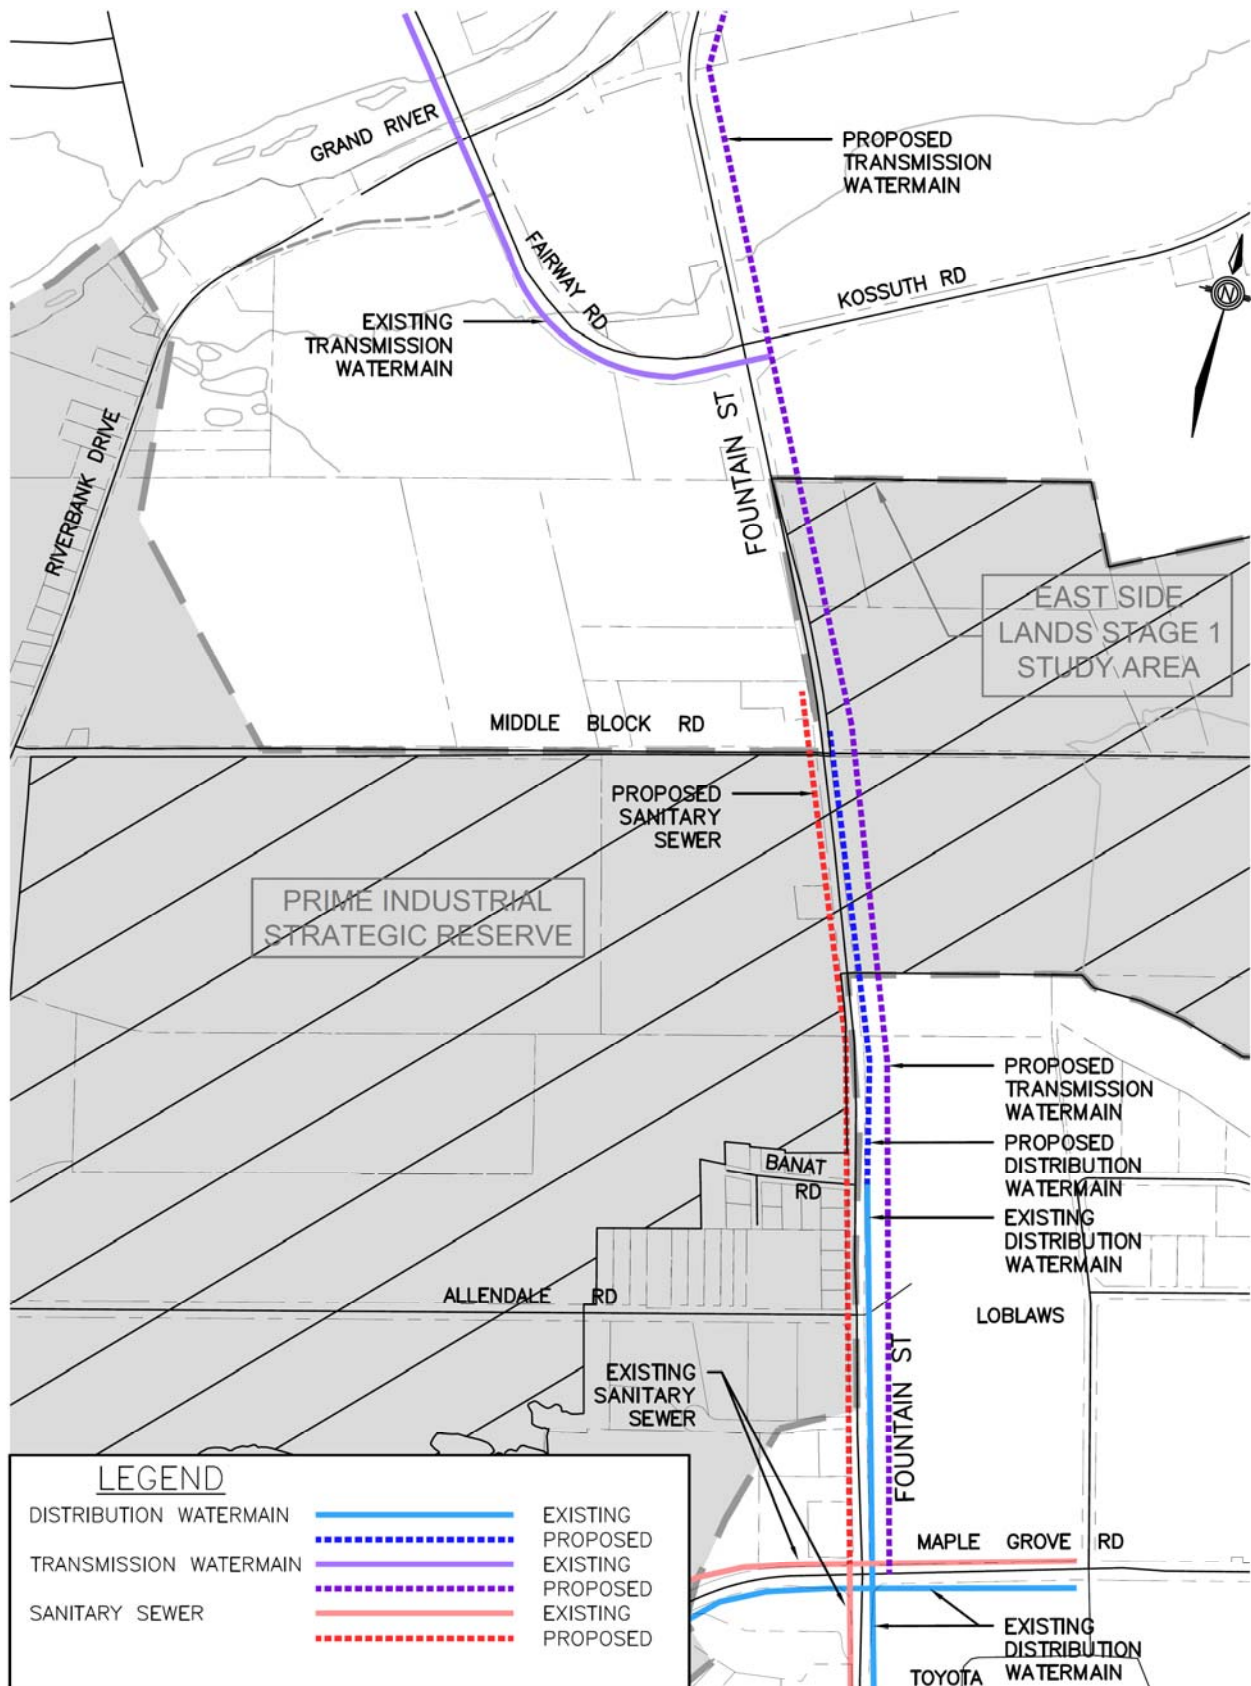 GRAND RIVER
PROPOSED
TRANSMISSION
WATERMAIN
FAIRWAY RD
KOSSUTH RD
N
EXISTING
TRANSMISSION
WATERMAIN
FOUNTAIN ST
RIVERBANK DRIVE
EAST SIDE
LANDS STAGE 1
STUDY AREA
MIDDLE BLOCK RD
PROPOSED
SANITARY
SEWER
PRIME INDUSTRIAL
STRATEGIC RESERVE
PROPOSED
TRANSMISSION
WATERMAIN
PROPOSED
DISTRIBUTION
WATERMAIN
BANAT
RD
EXISTING
DISTRIBUTION
WATERMAIN
ALLENDALE RD
LOBLAWS
EXISTING
SANITARY
SEWER
FOUNTAIN ST
LEGEND
DISTRIBUTION WATERMAIN EXISTING
PROPOSED
TRANSMISSION WATERMAIN EXISTING
PROPOSED
SANITARY SEWER EXISTING
PROPOSED
MAPLE GROVE RD
EXISTING
DISTRIBUTION
WATERMAIN
TOYOTA